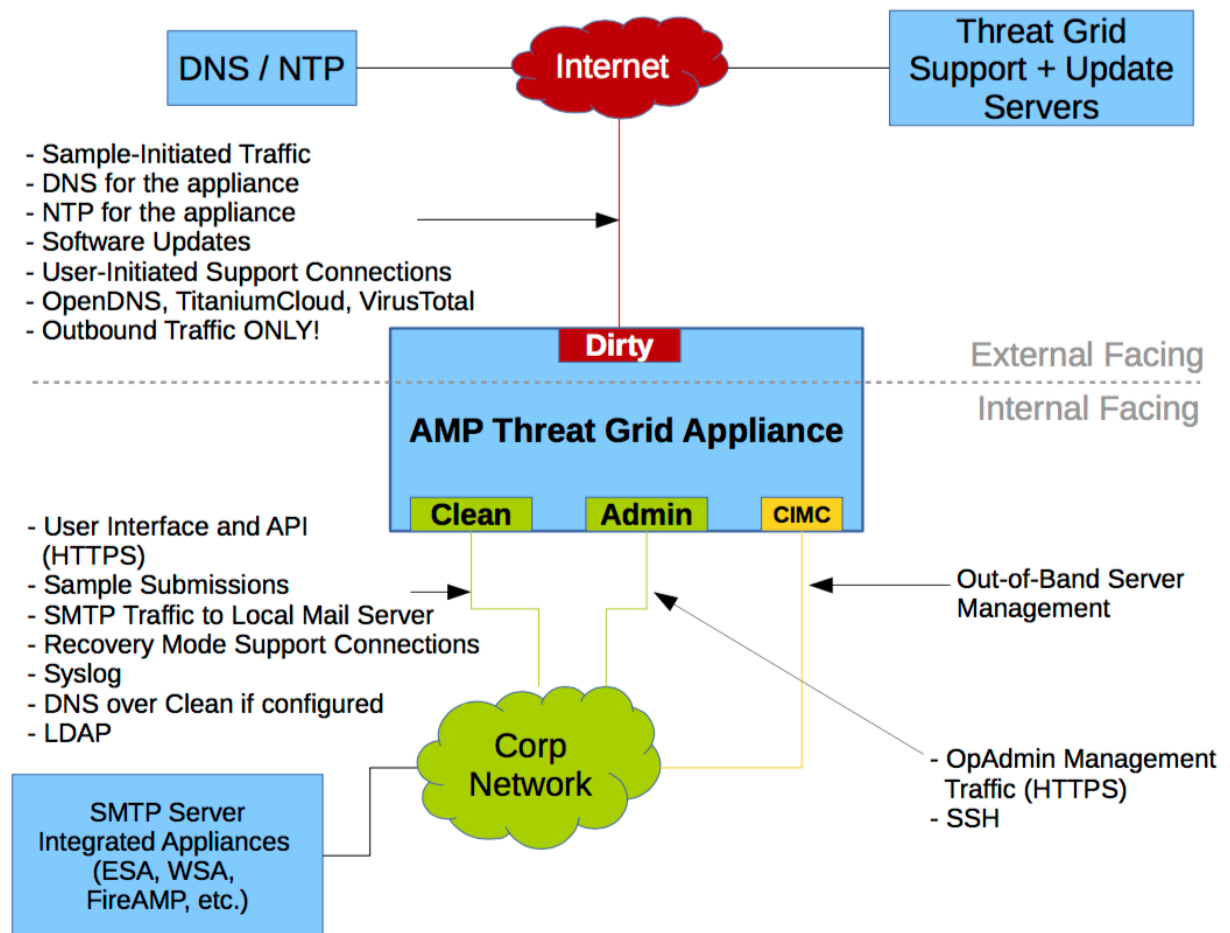 DNS / NTP
Internet
Threat Grid
Support + Update
Servers
- Sample-Initiated Traffic
- DNS for the appliance
- NTP for the appliance
- Software Updates
- User-Initiated Support Connections
- OpenDNS, TitaniumCloud, VirusTotal
- Outbound Traffic ONLY!
Dirty
External Facing
Internal Facing
AMP Threat Grid Appliance
Clean
Admin
CIMC
- User Interface and API
(HTTPS)
- Sample Submissions
- SMTP Traffic to Local Mail Server
- Recovery Mode Support Connections
- Syslog
- DNS over Clean if configured
- LDAP
Out-of-Band Server
Management
Corp
Network
- OpAdmin Management
Traffic (HTTPS)
- SSH
SMTP Server
Integrated Appliances
(ESA, WSA,
FireAMP, etc.)